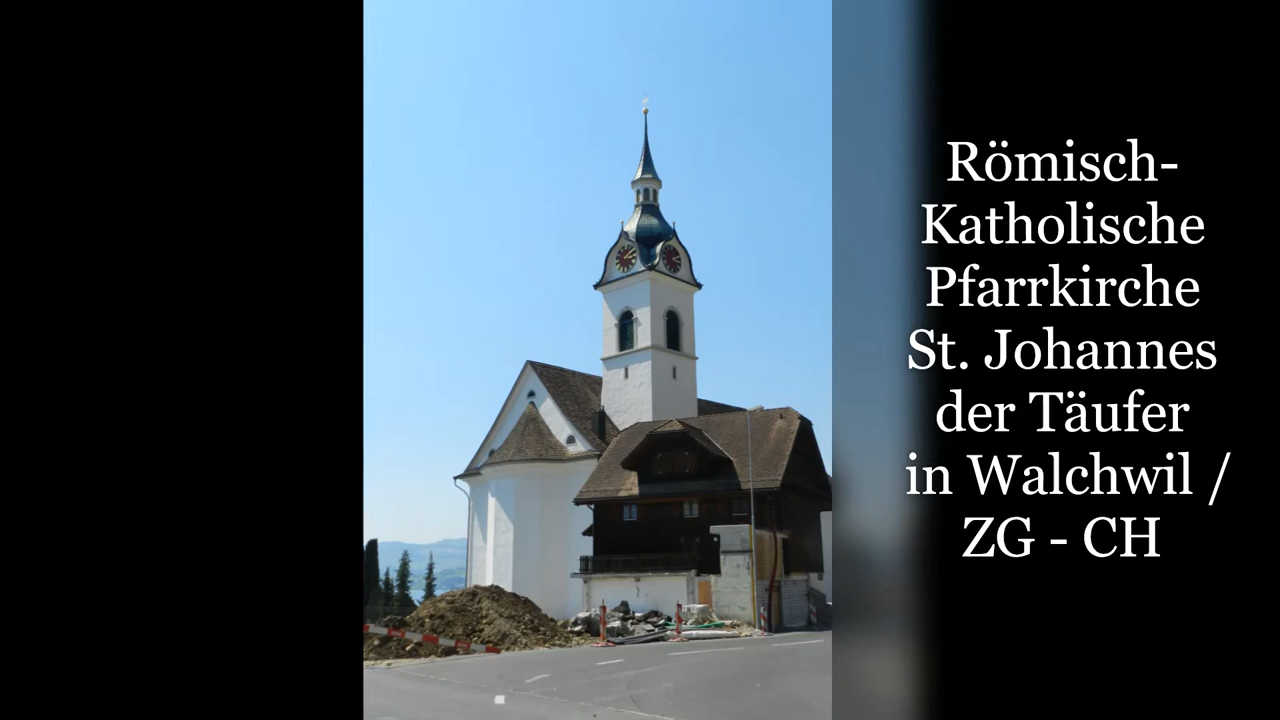 Römisch-
Katholische
Pfarrkirche
St. Johannes
der Täufer
in Walchwil /
ZG - CH